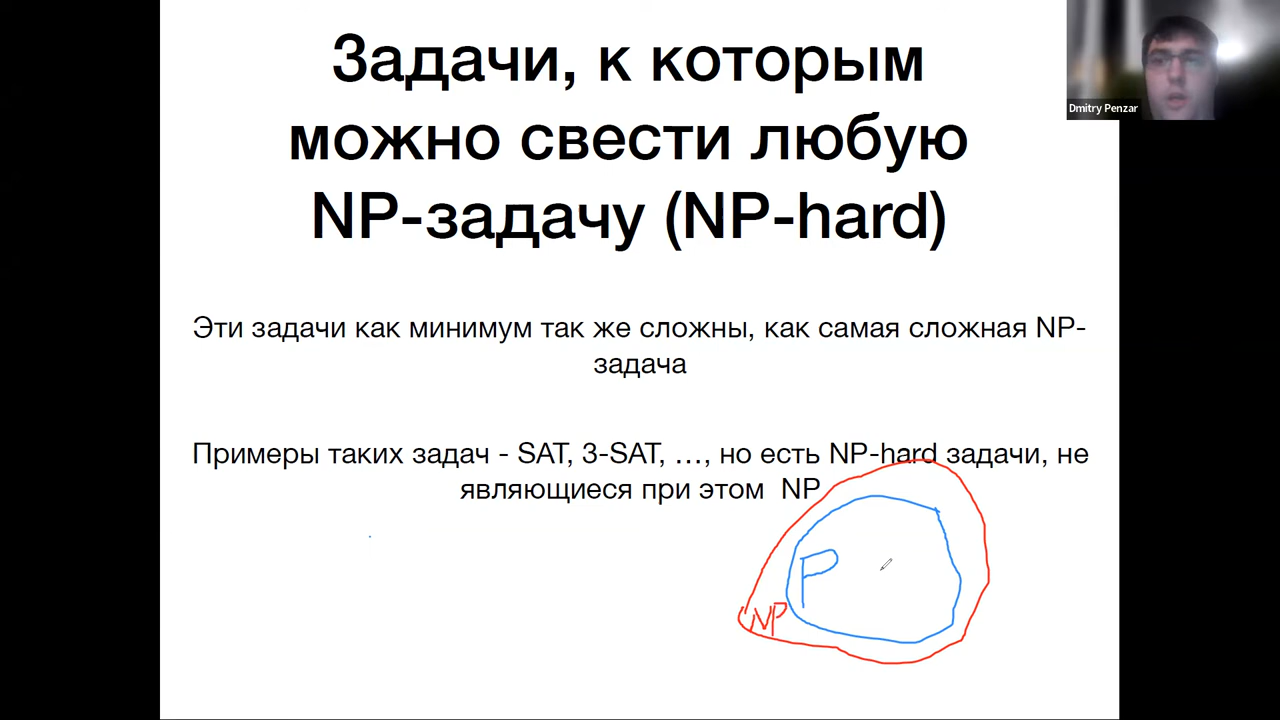 Задачи, к которым
можно свести любую
NP-задачу (NP-hard)
Dmitry Penzar
Эти задачи как минимум так же сложны, как самая сложная NP-
задача
Примеры таких задач - SAT, 3-SAT, …, но есть NP-hard задачи, не
являющиеся при этом NP
P
NP